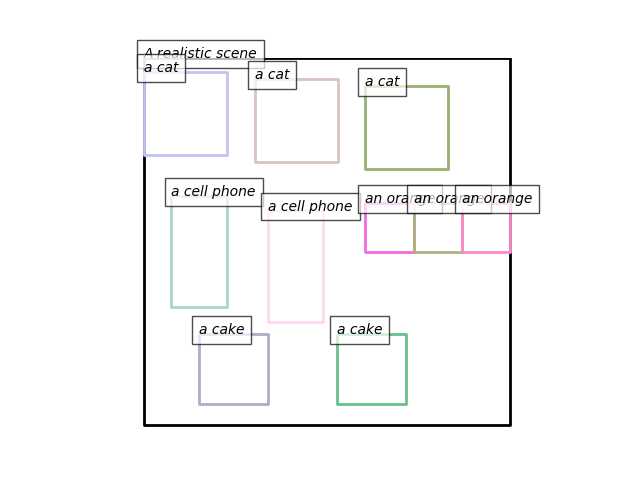 A realistic scene
a cat
a cat
a cat
a cell phone
a cell phone
an orange
an orange
an orange
a cake
a cake